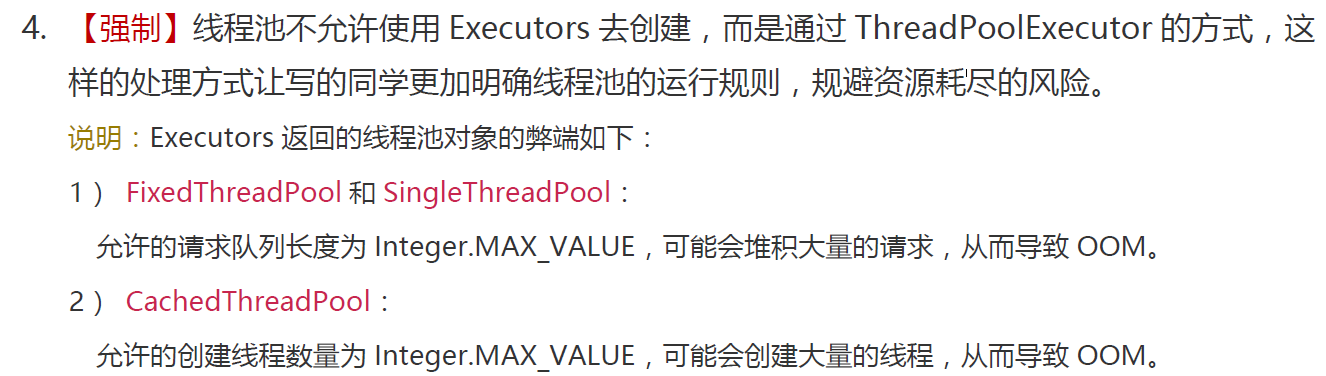 4. 【强制】线程池不允许使用 Executors 去创建，而是通过 ThreadPoolExecutor 的方式，这
样的处理方式让写的同学更加明确线程池的运行规则，规避资源耗尽的风险。
说明：Executors 返回的线程池对象的弊端如下：
1） FixedThreadPool 和 SingleThreadPool：
允许的请求队列长度为 Integer.MAX_VALUE，可能会堆积大量的请求，从而导致 OOM。
2） CachedThreadPool：
允许的创建线程数量为 Integer.MAX_VALUE，可能会创建大量的线程，从而导致 OOM。